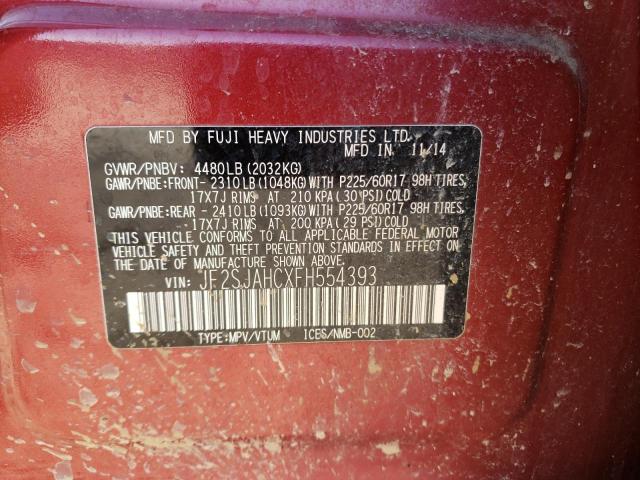 MFD BY FUJI HEAVY INDUSTRIES LTD.
MFD IN 11/14
GVWR/PNBV: 4480LB (2032KG)
GAWR/PNBE:FRONT- 2310LB(1048KG)WITH P225/60R17 98H TIRES,
17X7J RIMS AT 210 KPA (30 PSI)COLD
GAWR/PNBE:REAR - 2410LB(1093KG)WITH P225/60R17 98H TIRES,
17X7J RIMS AT 200 KPA(29 PSI)COLD
THIS VEHICLE CONFORMS TO ALL APPLICABLE FEDERAL MOTOR
VEHICLE SAFETY AND THEFT PREVENTION STANDARDS IN EFFECT
ON THE DATE OF MANUFACTURE SHOWN ABOVE.
VIN: JF2SJAHCXFH554393
TYPE:MPV/VTUM ICES/NMB-002